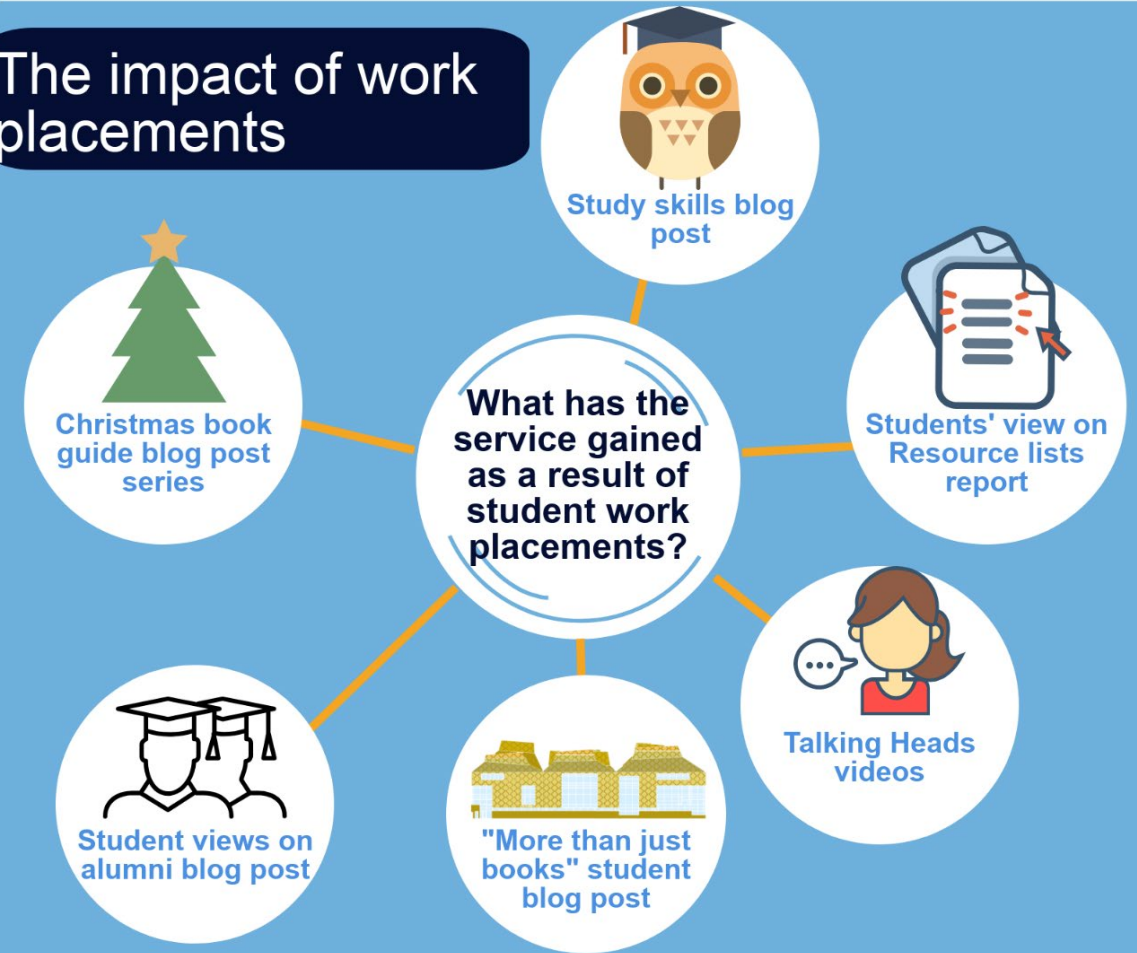 The impact of work
placements
Study skills blog
post
Christmas book
guide blog post
series
What has the
service gained
as a result of
student work
placements?
Students' view on
Resource lists
report
Talking Heads
videos
Student views on
alumni blog post
"More than just
books" student
blog post